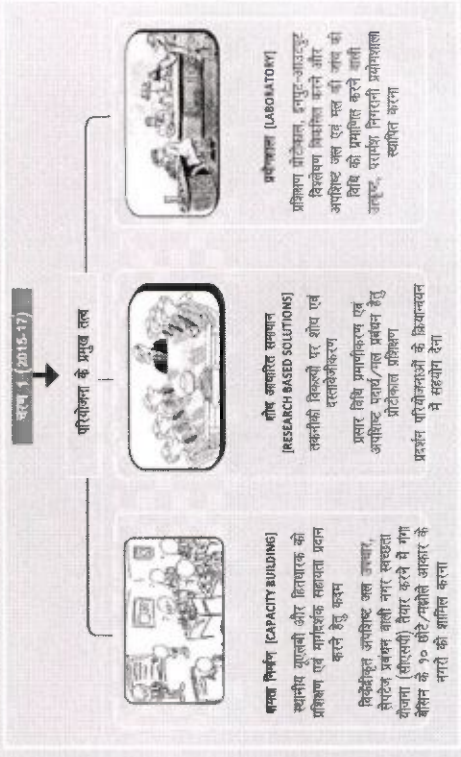 चरण 1 (2015-17)
परियोजना के प्रमुख तत्व
क्षमता निर्माण [CAPACITY BUILDING]
स्थानीय यूएलबी और हितधारक को
प्रशिक्षण एवं मार्गदर्शक सहायता प्रदान
करने हेतु कदम
विकेंद्रीकृत अपशिष्ट जल उपचार,
सेपटेज प्रबंधन वाली नगर स्वच्छता
योजना (सीएसपी) तैयार करने में गंगा
बेसिन के १० छोटे/मझोले आकार के
नगरों को शामिल करना
शोध आधारित समाधान
[RESEARCH BASED SOLUTIONS]
तकनीकी विकल्पों पर शोध एवं
दस्तावेजीकरण
प्रसार विधि प्रमाणीकरण एवं
अपशिष्ट पदार्थ/मल प्रबंधन हेतु
प्रोटोकाल प्रशिक्षण
प्रदर्शन परियोजनाओं के क्रियान्वयन
में सहयोग देना
प्रयोगशाला [LABORATORY]
प्रशिक्षण प्रोटोकाल, इनपुट-आउटपुट
विश्लेषण विकसित करने और
अपशिष्ट जल एवं मल की जांच की
विधि को प्रमाणित करने वाली
उत्कृष्ट, परामर्श निगरानी प्रयोगशाला
स्थापित करना